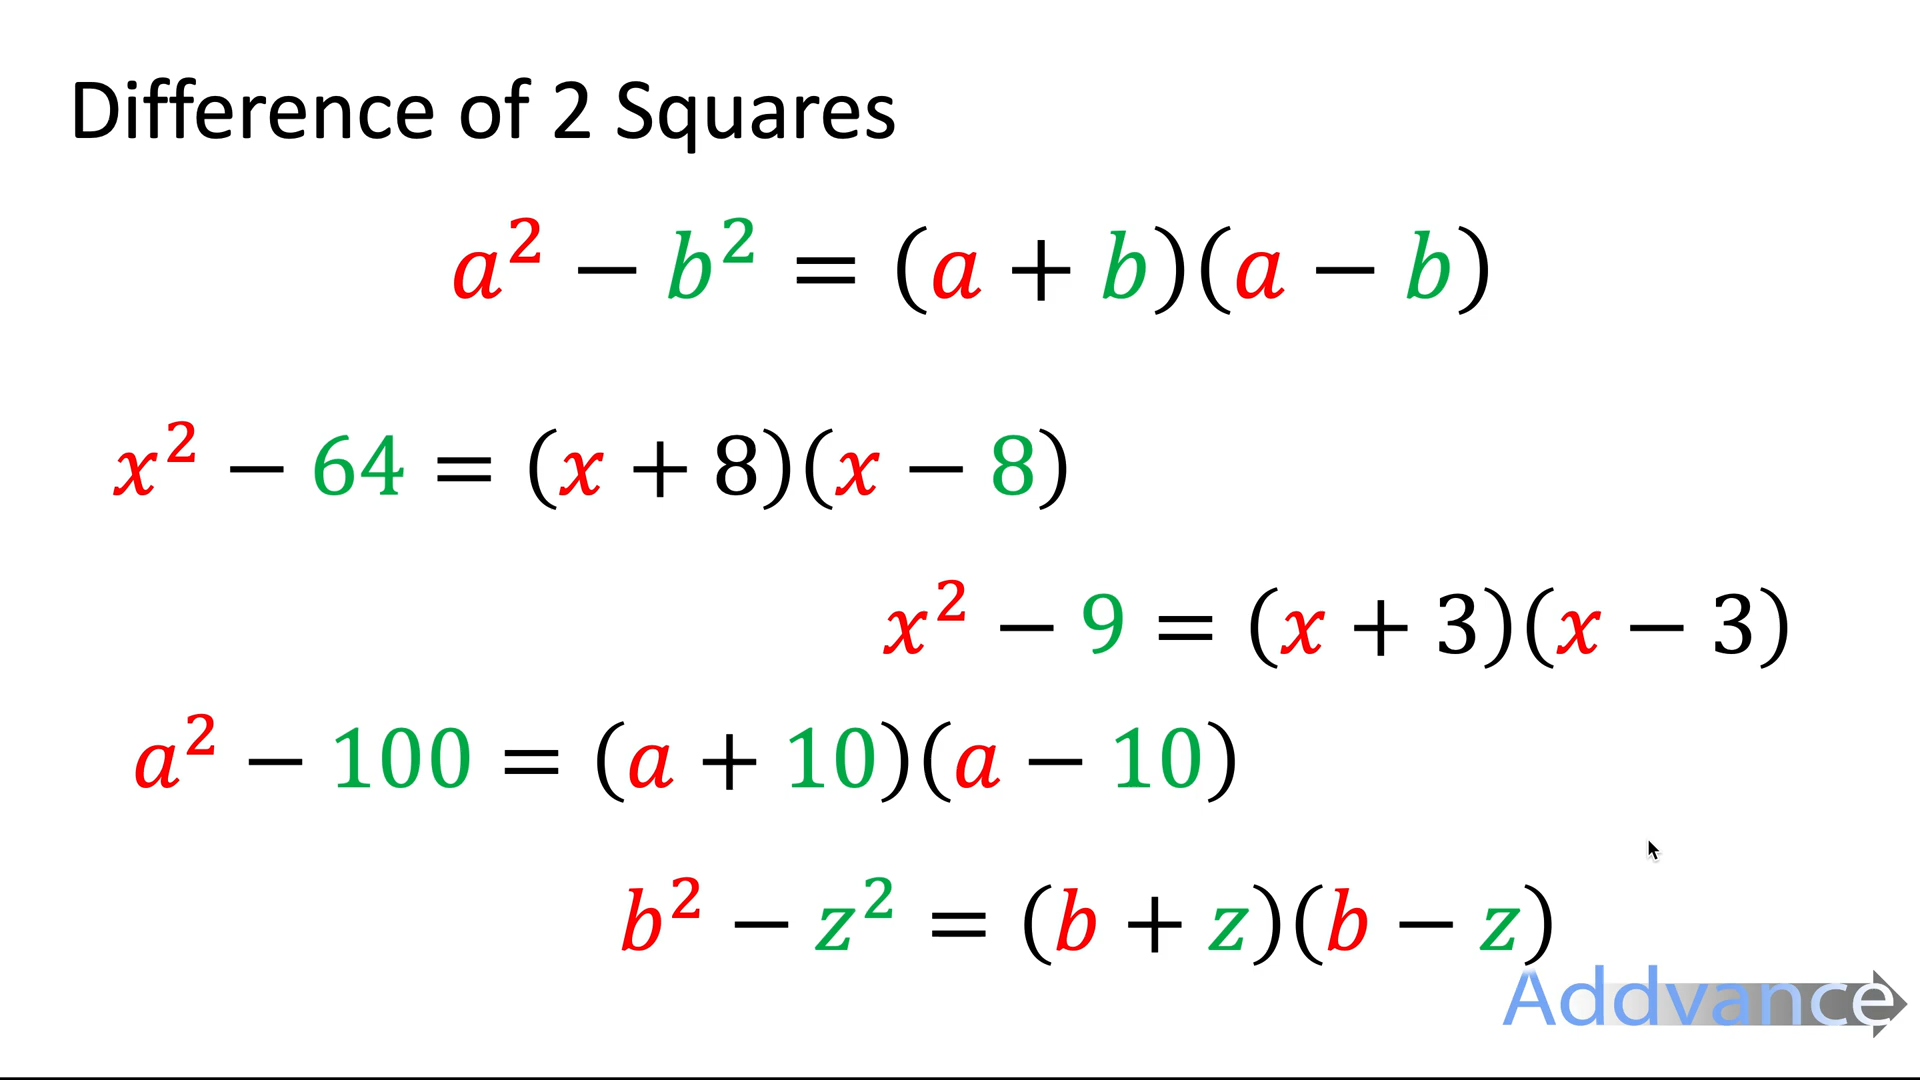 Difference of 2 Squares
a² − b² = (a + b)(a − b)
x² − 64 = (x + 8)(x − 8)
x² − 9 = (x + 3)(x − 3)
a² − 100 = (a + 10)(a − 10)
b² − z² = (b + z)(b − z)
Addvance